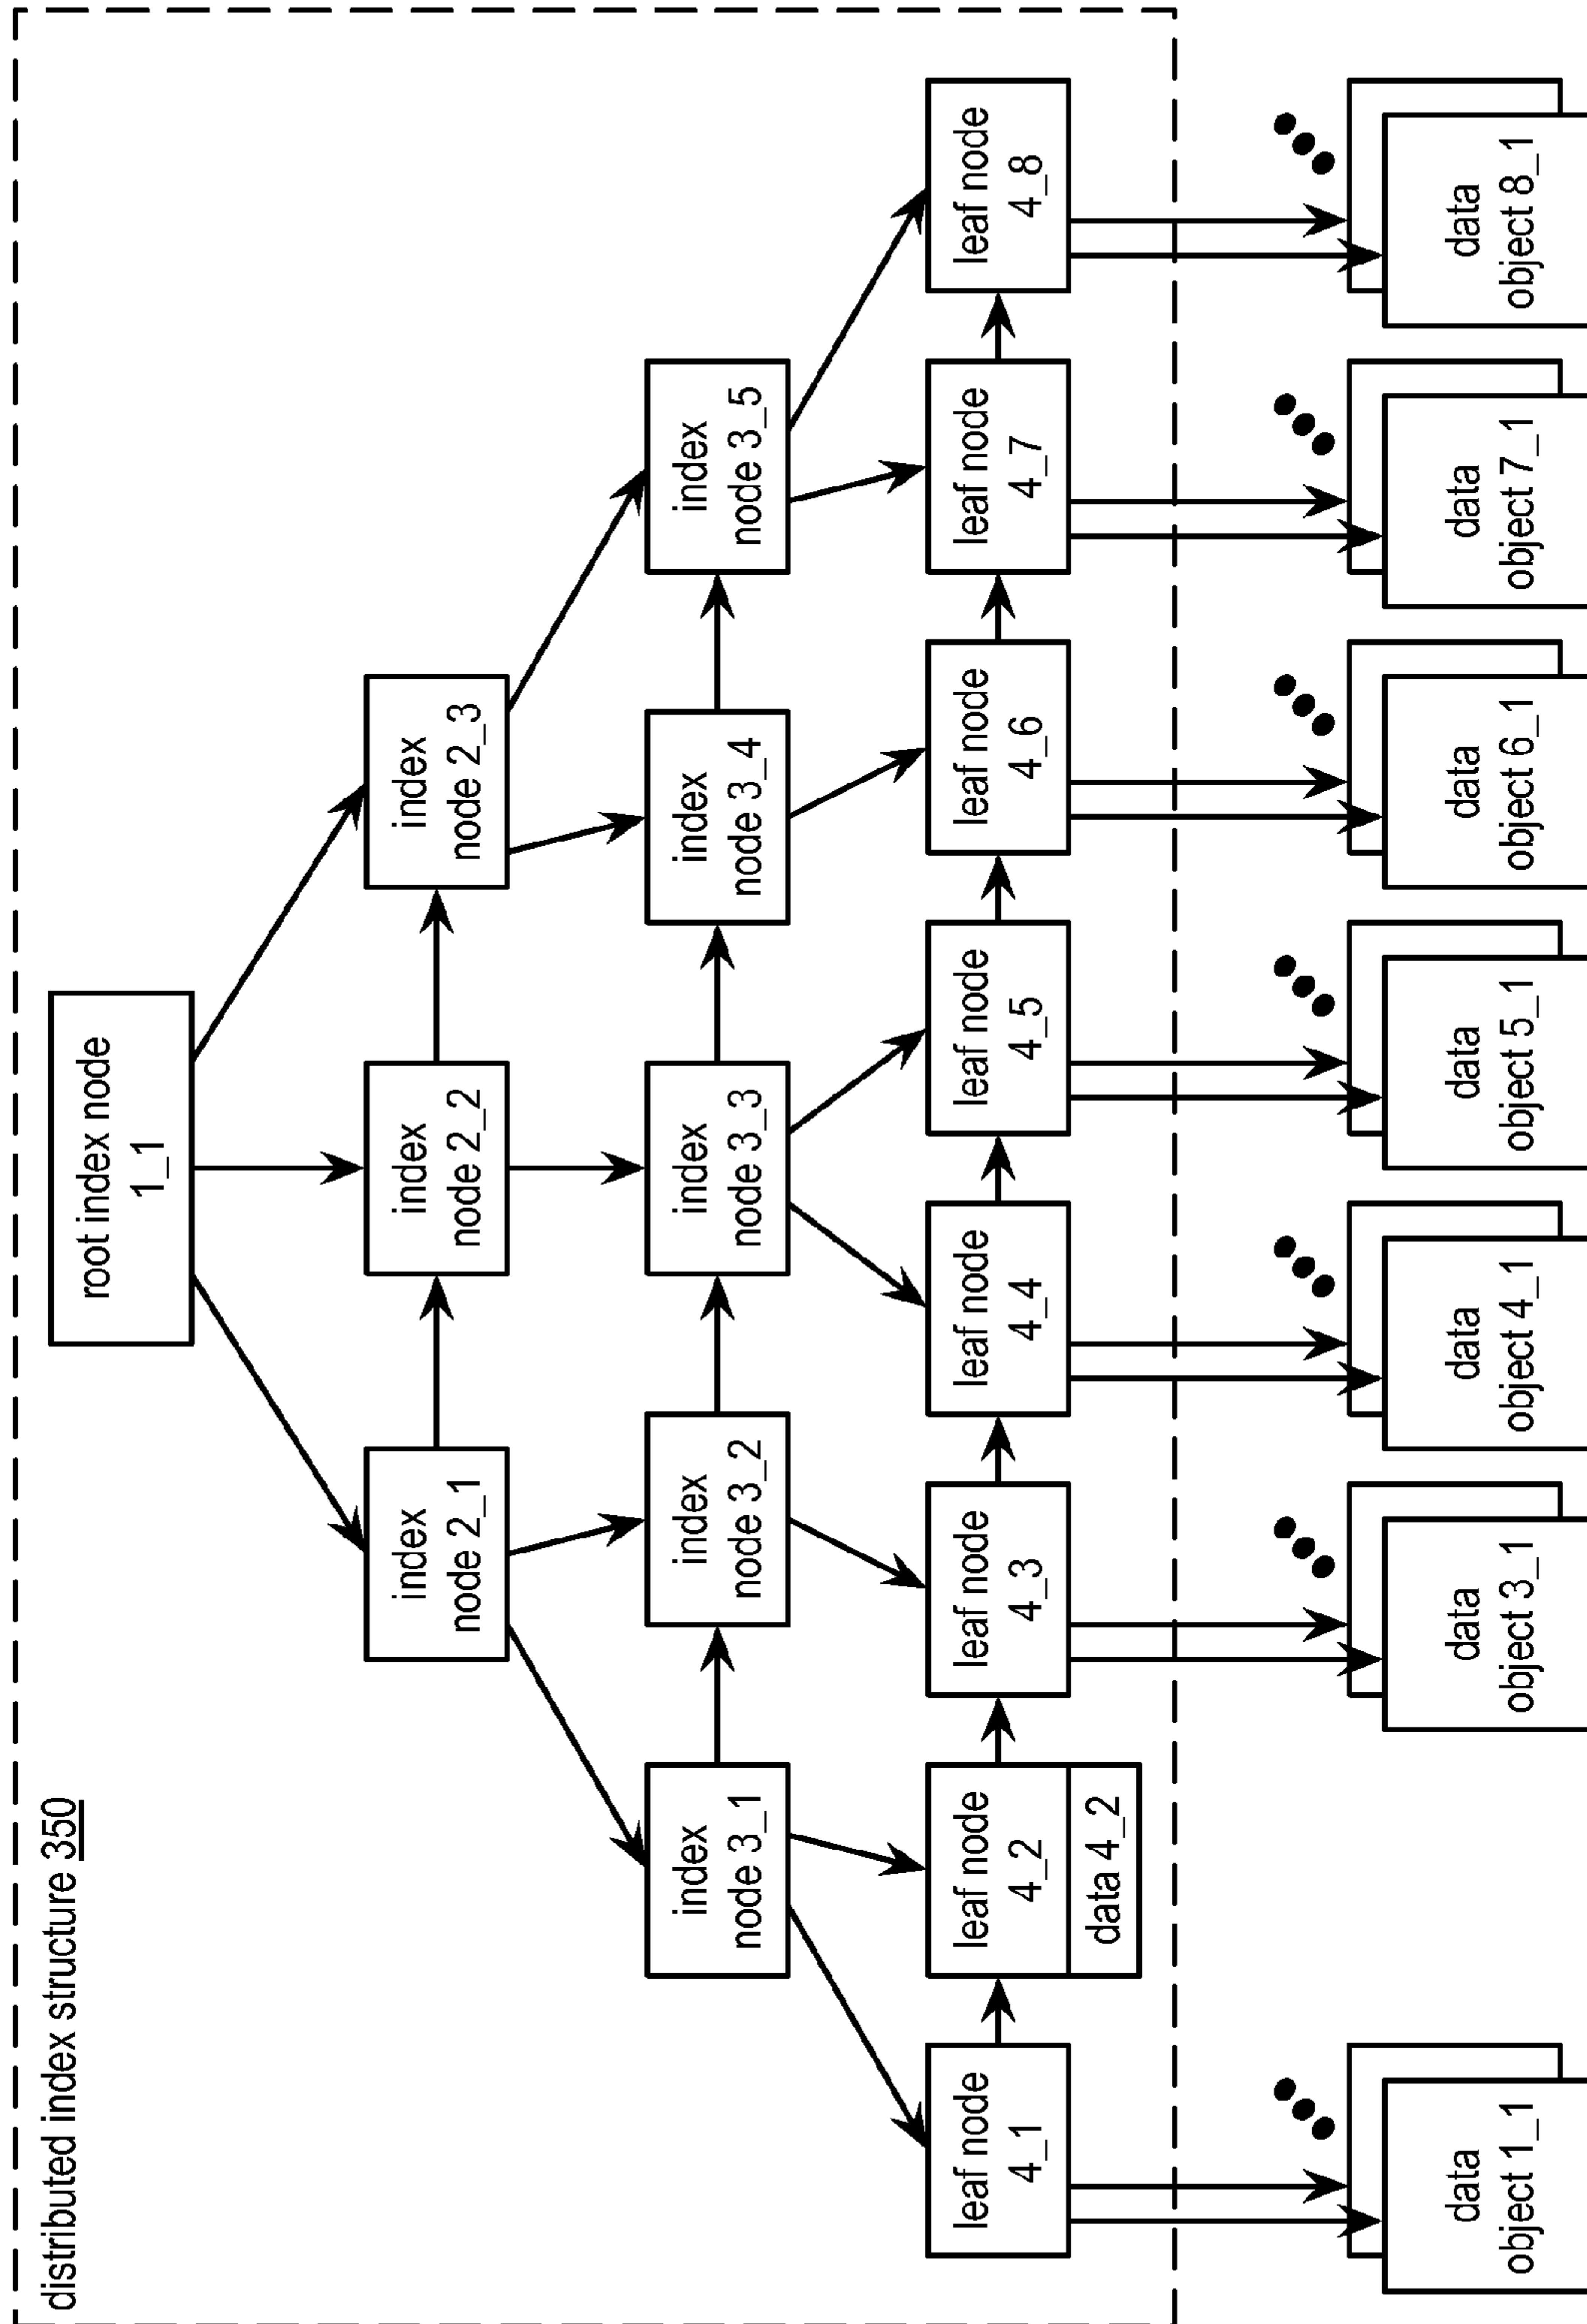 distributed index structure 350
root index node
1_1
index
node 2_1
index
node 2_2
index
node 2_3
index
node 3_1
index
node 3_2
index
node 3_3
index
node 3_4
index
node 3_5
leaf node
4_1
leaf node
4_2
data 4_2
leaf node
4_3
leaf node
4_4
leaf node
4_5
leaf node
4_6
leaf node
4_7
leaf node
4_8
data
object 1_1
data
object 3_1
data
object 4_1
data
object 5_1
data
object 6_1
data
object 7_1
data
object 8_1